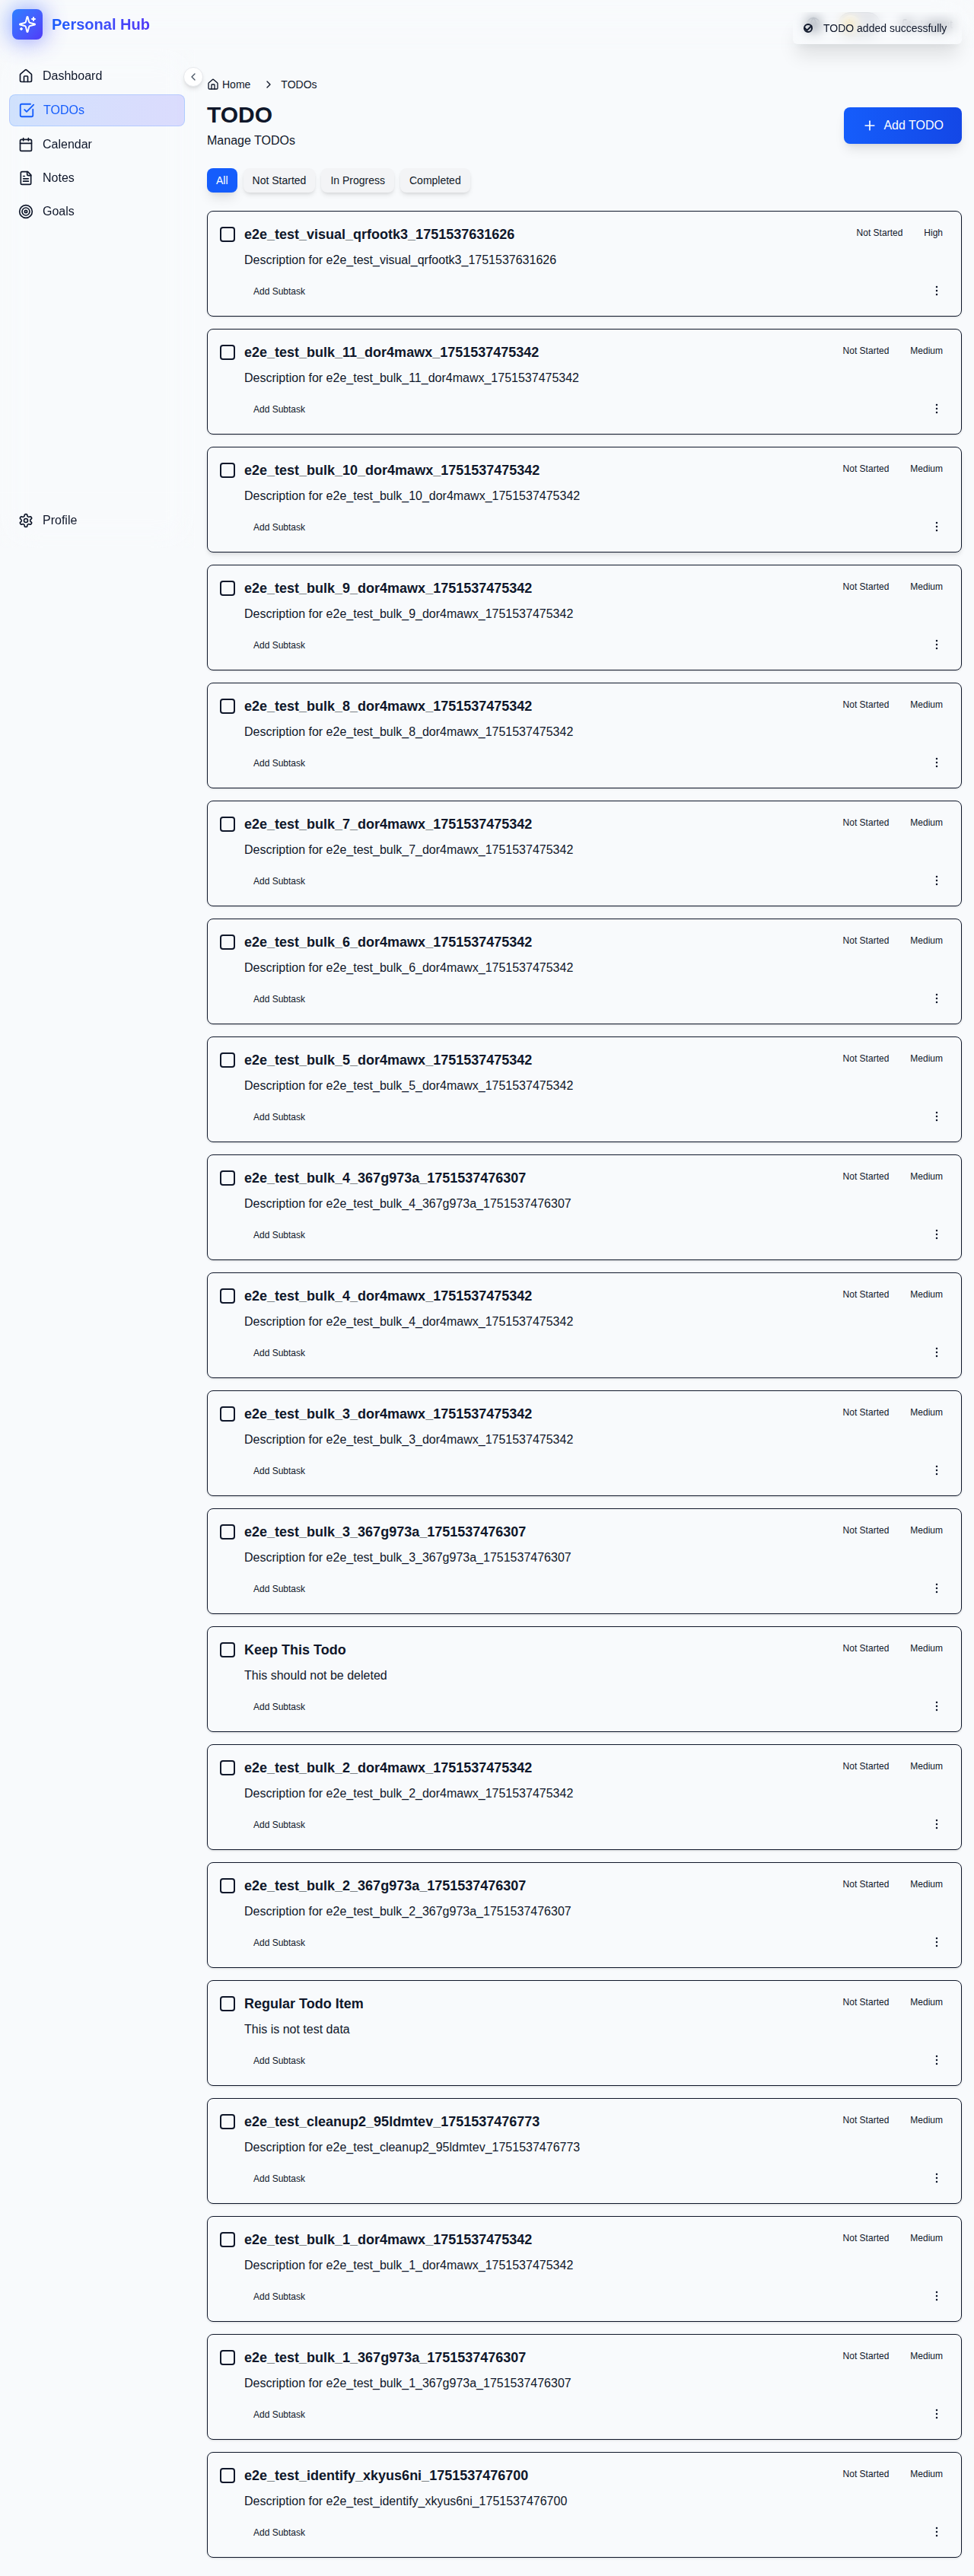 Personal Hub
TODO added successfully
Dashboard
TODOs
Calendar
Notes
Goals
Profile
Home
TODOs
TODO
Manage TODOs
Add TODO
All
Not Started
In Progress
Completed
e2e_test_visual_qrfootk3_1751537631626
Not Started
High
Description for e2e_test_visual_qrfootk3_1751537631626
Add Subtask
e2e_test_bulk_11_dor4mawx_1751537475342
Not Started
Medium
Description for e2e_test_bulk_11_dor4mawx_1751537475342
Add Subtask
e2e_test_bulk_10_dor4mawx_1751537475342
Not Started
Medium
Description for e2e_test_bulk_10_dor4mawx_1751537475342
Add Subtask
e2e_test_bulk_9_dor4mawx_1751537475342
Not Started
Medium
Description for e2e_test_bulk_9_dor4mawx_1751537475342
Add Subtask
e2e_test_bulk_8_dor4mawx_1751537475342
Not Started
Medium
Description for e2e_test_bulk_8_dor4mawx_1751537475342
Add Subtask
e2e_test_bulk_7_dor4mawx_1751537475342
Not Started
Medium
Description for e2e_test_bulk_7_dor4mawx_1751537475342
Add Subtask
e2e_test_bulk_6_dor4mawx_1751537475342
Not Started
Medium
Description for e2e_test_bulk_6_dor4mawx_1751537475342
Add Subtask
e2e_test_bulk_5_dor4mawx_1751537475342
Not Started
Medium
Description for e2e_test_bulk_5_dor4mawx_1751537475342
Add Subtask
e2e_test_bulk_4_367g973a_1751537476307
Not Started
Medium
Description for e2e_test_bulk_4_367g973a_1751537476307
Add Subtask
e2e_test_bulk_4_dor4mawx_1751537475342
Not Started
Medium
Description for e2e_test_bulk_4_dor4mawx_1751537475342
Add Subtask
e2e_test_bulk_3_dor4mawx_1751537475342
Not Started
Medium
Description for e2e_test_bulk_3_dor4mawx_1751537475342
Add Subtask
e2e_test_bulk_3_367g973a_1751537476307
Not Started
Medium
Description for e2e_test_bulk_3_367g973a_1751537476307
Add Subtask
Keep This Todo
Not Started
Medium
This should not be deleted
Add Subtask
e2e_test_bulk_2_dor4mawx_1751537475342
Not Started
Medium
Description for e2e_test_bulk_2_dor4mawx_1751537475342
Add Subtask
e2e_test_bulk_2_367g973a_1751537476307
Not Started
Medium
Description for e2e_test_bulk_2_367g973a_1751537476307
Add Subtask
Regular Todo Item
Not Started
Medium
This is not test data
Add Subtask
e2e_test_cleanup2_95ldmtev_1751537476773
Not Started
Medium
Description for e2e_test_cleanup2_95ldmtev_1751537476773
Add Subtask
e2e_test_bulk_1_dor4mawx_1751537475342
Not Started
Medium
Description for e2e_test_bulk_1_dor4mawx_1751537475342
Add Subtask
e2e_test_bulk_1_367g973a_1751537476307
Not Started
Medium
Description for e2e_test_bulk_1_367g973a_1751537476307
Add Subtask
e2e_test_identify_xkyus6ni_1751537476700
Not Started
Medium
Description for e2e_test_identify_xkyus6ni_1751537476700
Add Subtask